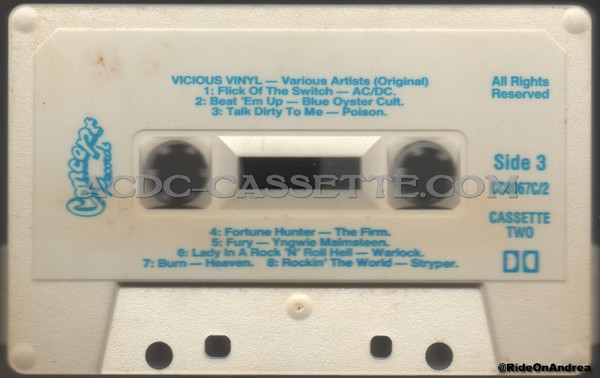 VICIOUS VINYL — Various Artists (Original)
1: Flick Of The Switch — AC/DC.
2: Beat 'Em Up — Blue Oyster Cult.
3: Talk Dirty To Me — Poison.
All Rights
Reserved
Concept
Records
Side 3
ACDC-CASSETTE.COM
CASSETTE
TWO
4: Fortune Hunter — The Firm.
5: Fury — Yngwie Malmsteen.
6: Lady In A Rock 'N' Roll Hell — Warlock.
7: Burn — Heaven. 8: Rockin' The World — Stryper.
@RideOnAndrea